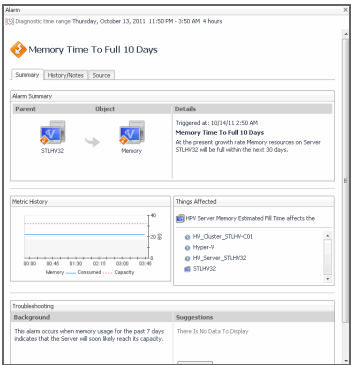 Alarm
Diagnostic time range Thursday, October 13, 2011 11:50 PM - 3:50 AM 4 hours
Memory Time To Full 10 Days
Summary History/Notes Source
Alarm Summary
Parent Object Details
STLHV32
Memory
Triggered at: 10/14/11 2:50 AM
Memory Time To Full 10 Days
At the present growth rate Memory resources on Server
STLHV32 will be full within the next 30 days.
Metric History
40
20
GB
0
00:00 00:45 01:30 02:10 03:00 03:45
Memory Consumed Capacity
Things Affected
HPV Server Memory Estimated Fill Time affects the
HV_Cluster_STLHV-C01
Hyper-V
HV_Server_STLHV32
STLHV32
Troubleshooting
Background
This alarm occurs when memory usage for the past 7 days
indicates that the Server will soon likely reach its capacity.
Suggestions
There Is No Data To Display